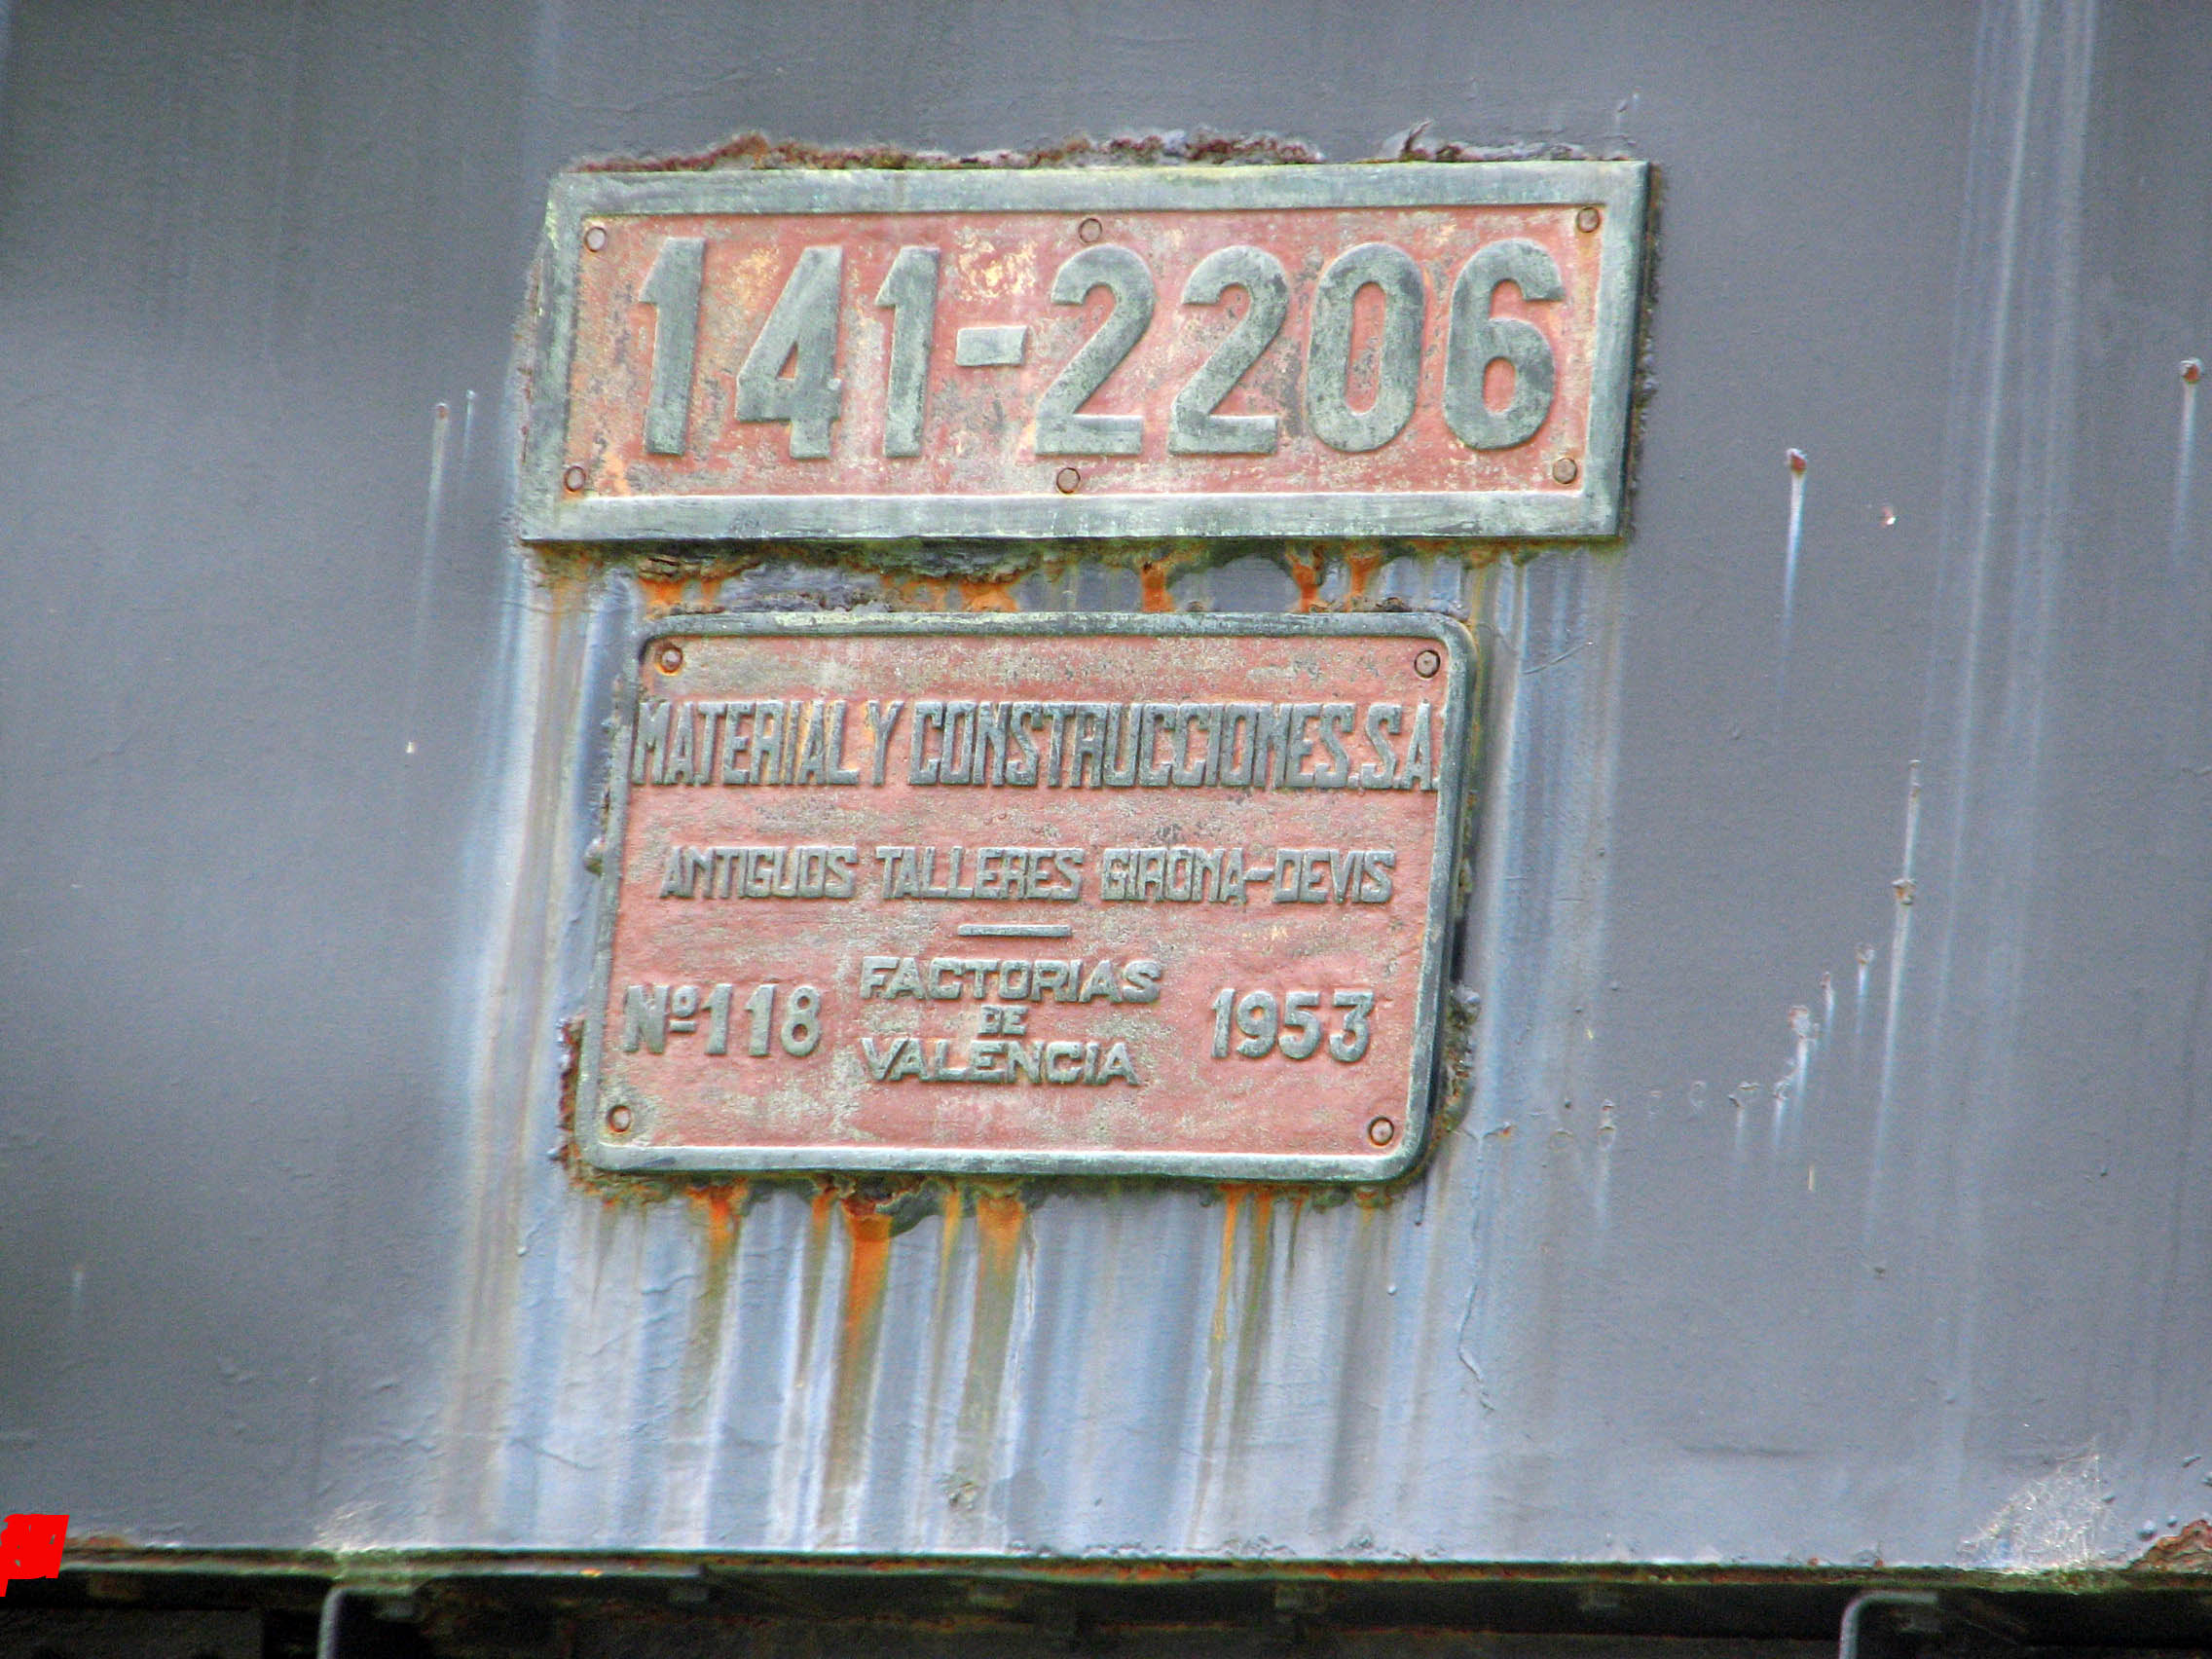 141-2206
MATERIAL Y CONSTRUCCIONES.S.A.
ANTIGUOS TALLERES GIRONA-DEVIS
FACTORIAS
Nº118 DE 1953
VALENCIA